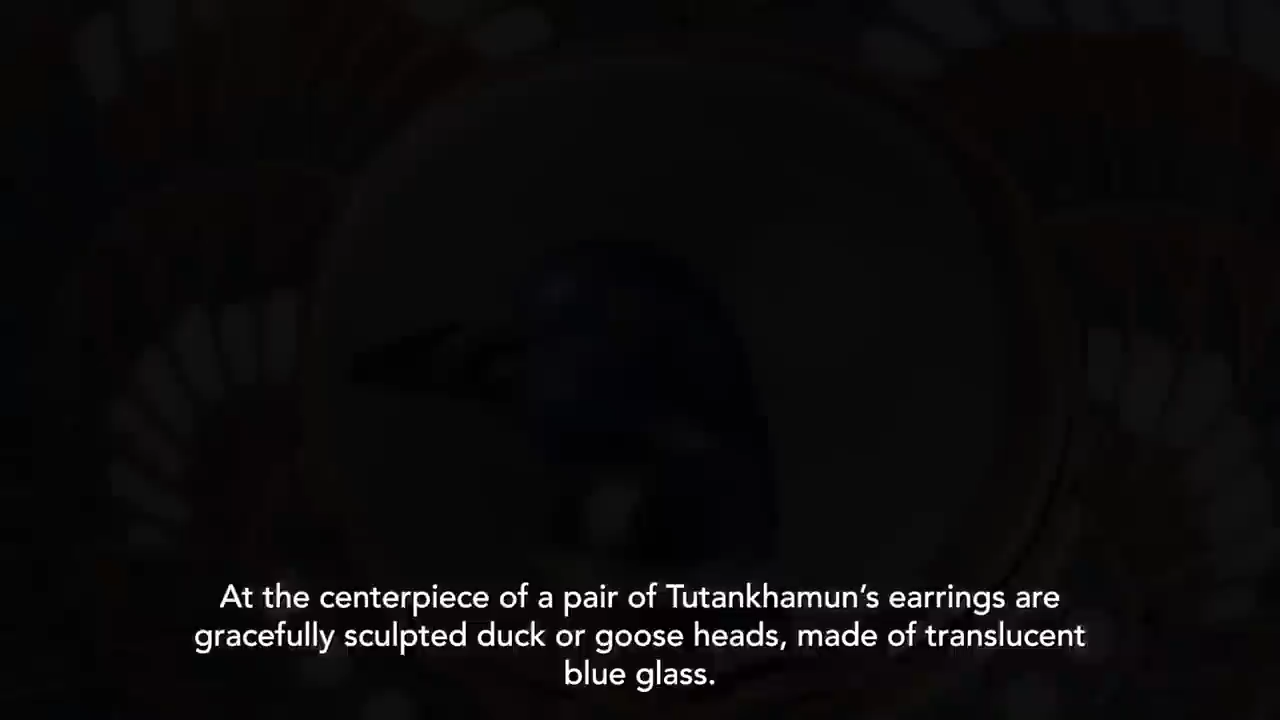 At the centerpiece of a pair of Tutankhamun’s earrings are
gracefully sculpted duck or goose heads, made of translucent
blue glass.